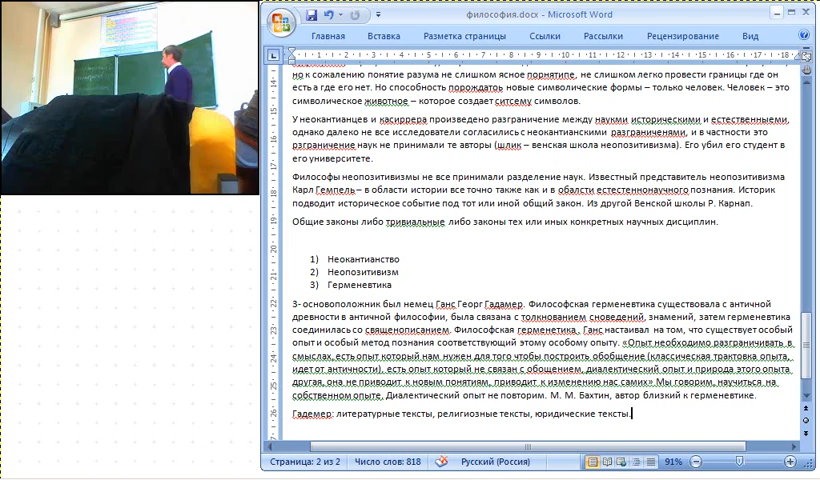 философия.docx - Microsoft Word
Главная Вставка Разметка страницы Ссылки Рассылки Рецензирование Вид
но к сожалению понятие разума не слишком ясное порнятипе, не слишком легко провести границы где он
есть а где его нет. Но способность порождатоь новые символические формы – только человек. Человек – это
символическое животное – которое создает ситсему символов.
У неокантианцев и касиррера произведено разграничение между наукми историческими и естественныеми,
однако далеко не все исследователи согласились с неокантианскими разграничениями, и в частности это
рзграничение наук не принимали те авторы (шлик – венская школа неопозитивзма). Его убил его студент в
его университете.
Философы неопозитивизмы не все принимали разделение наук. Известный представитель неопозитивизма
Карл Гемпель – в области истории все точно также как и в обалсти естестеннонаучного познания. Историк
подводит историческое событие под тот или иной общий закон. Из другой Венской школы Р. Карнап.
Общие законы либо тривиальные либо законы тех или иных конкретных научных дисциплин.
1) Неокантианство
2) Неопозитивизм
3) Герменевтика
3- основоположник был немец Ганс Георг Гадамер. Философская герменевтика существовала с античной
древности в античной философии, была связана с толкнованием сноведений, знамений, затем герменевтика
соединилась со священописанием. Философская герменетика , Ганс настаивал на том, что существует особый
опыт и особый метод познания соответствующий этому особому опыту. «Опыт необходимо разграничивать в
смыслах, есть опыт который нам нужен для того чтобы построить обобщение (классическая трактовка опыта,
идет от античности), есть опыт который не связан с обощением, диалектический опыт и природа этого опыта
другая, она не приводит к новым понятиям, приводит к изменению нас самих» Мы говорим, научиться на
собственном опыте. Диалектический опыт не повторим. М. М. Бахтин, автор близкий к герменевтике.
Гадемер: литературные тексты, религиозные тексты, юридические тексты.
Страница: 2 из 2 Число слов: 818 Русский (Россия) 91%